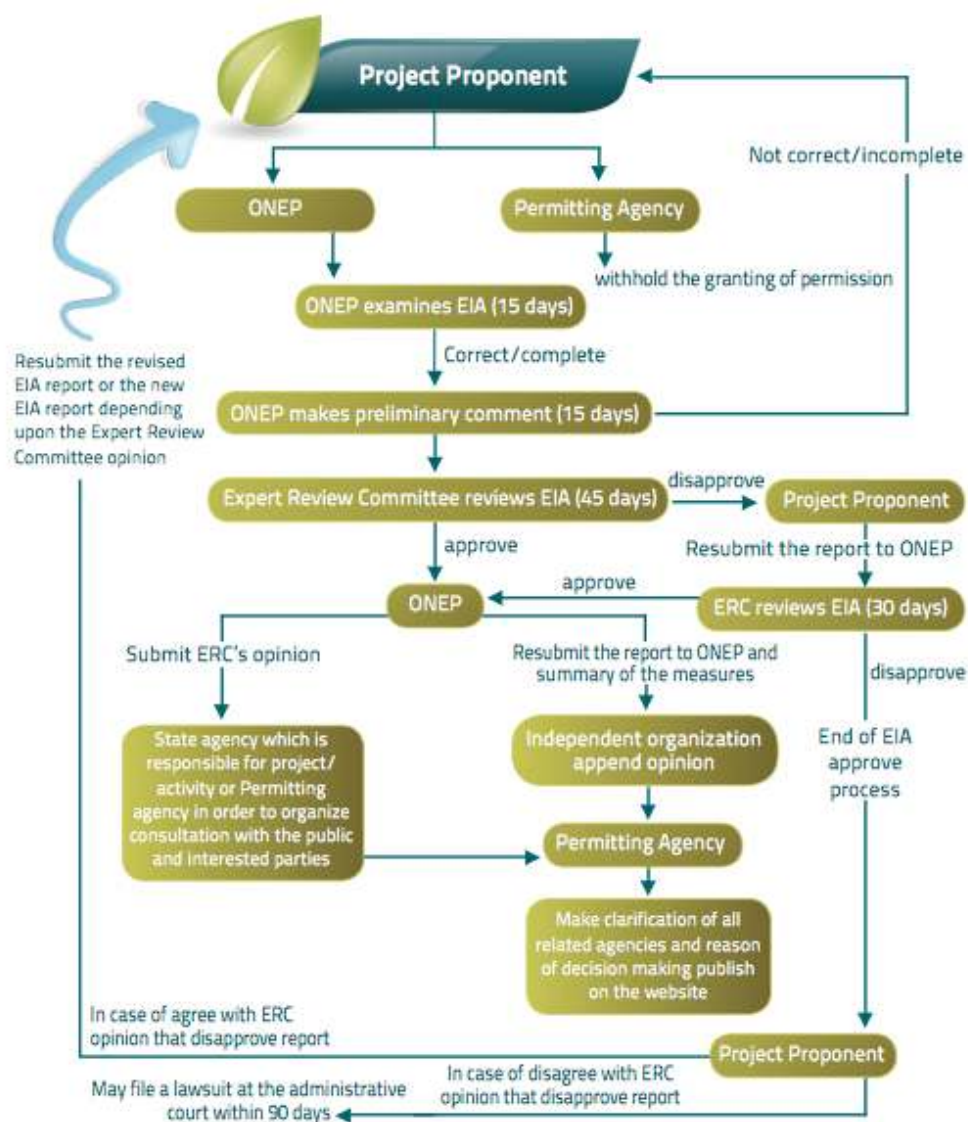 Project Proponent
Not correct/incomplete
ONEP
Permitting Agency
withhold the granting of permission
ONEP examines EIA (15 days)
Correct/complete
Resubmit the revised
EIA report or the new
EIA report depending
upon the Expert Review
Committee opinion
ONEP makes preliminary comment (15 days)
Expert Review Committee reviews EIA (45 days)
disapprove
Project Proponent
approve
Resubmit the report to ONEP
ONEP
approve
ERC reviews EIA (30 days)
Submit ERC's opinion
Resubmit the report to ONEP and
summary of the measures
disapprove
State agency which is
responsible for project/
activity or Permitting
agency in order to organize
consultation with the public
and interested parties
Independent organization
append opinion
End of EIA
approve
process
Permitting Agency
Make clarification of all
related agencies and reason
of decision making publish
on the website
In case of agree with ERC
opinion that disapprove report
Project Proponent
In case of disagree with ERC
opinion that disapprove report
May file a lawsuit at the administrative
court within 90 days